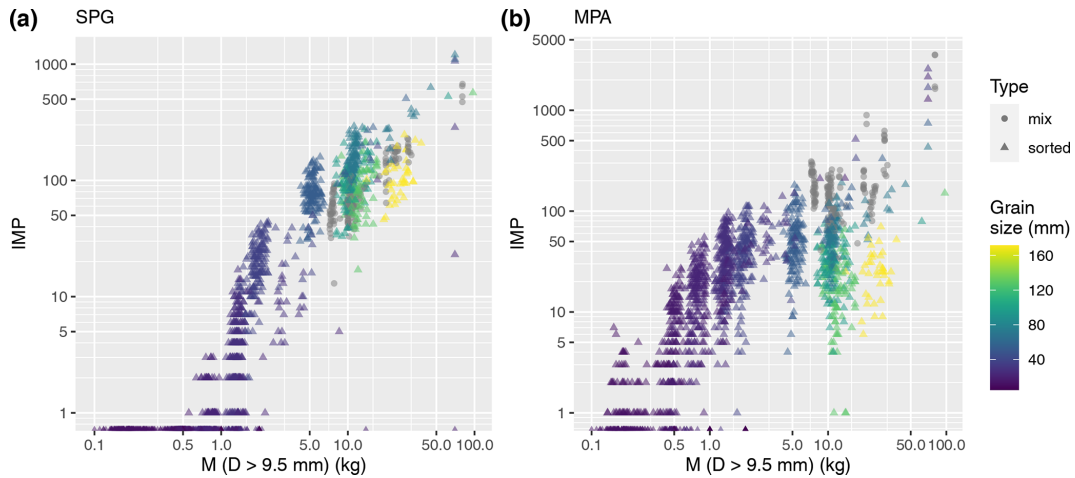 (a) SPG
1000
500
100
50
10
5
1
IMP
0.1 0.5 1.0 5.0 10.0 50.0 100.0
M (D > 9.5 mm) (kg)
(b) MPA
5000
1000
500
100
50
10
5
1
IMP
0.1 0.5 1.0 5.0 10.0 50.0 100.0
M (D > 9.5 mm) (kg)
Type
mix
sorted
Grain
size (mm)
160
120
80
40